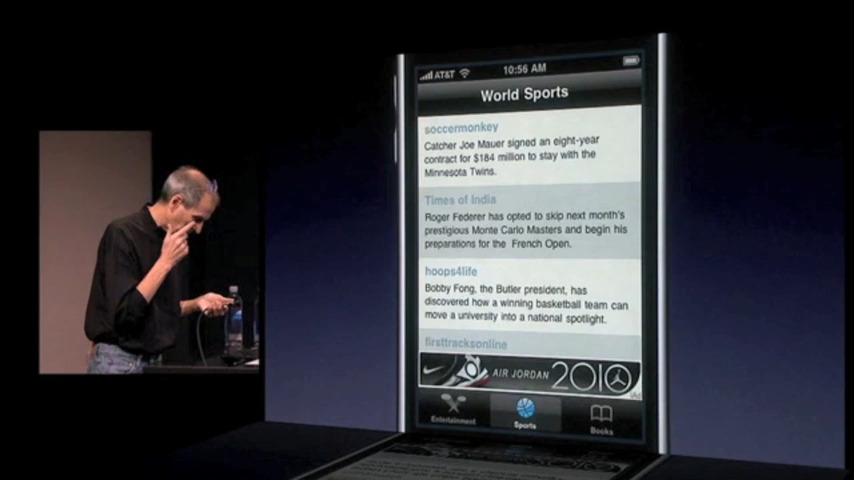 AT&T 10:56 AM
World Sports
soccermonkey
Catcher Joe Mauer signed an eight-year
contract for $184 million to stay with the
Minnesota Twins.
Times of India
Roger Federer has opted to skip next month's
prestigious Monte Carlo Masters and begin his
preparations for the French Open.
hoops4life
Bobby Fong, the Butler president, has
discovered how a winning basketball team can
move a university into a national spotlight.
firsttracksonline
AIR JORDAN 2010
iAd
Entertainment Sports Books